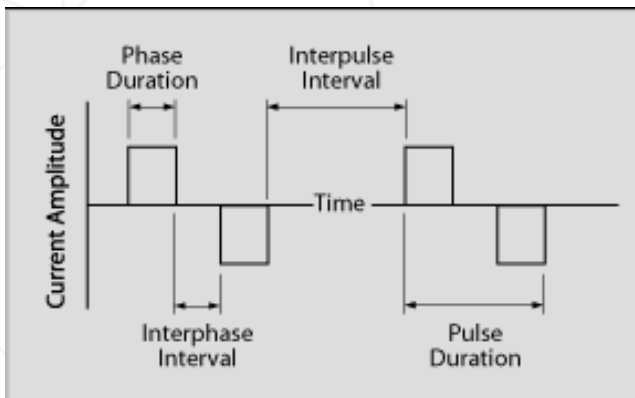 Phase
Duration
Interpulse
Interval
Current Amplitude
Time
Interphase
Interval
Pulse
Duration